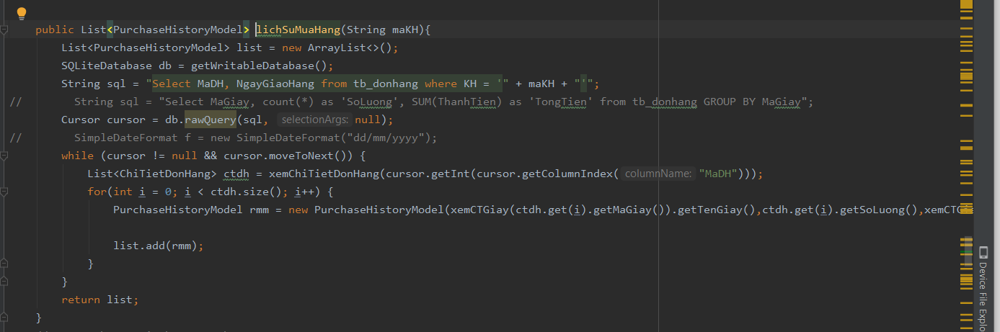 public List<PurchaseHistoryModel> lichSuMuaHang(String maKH){
List<PurchaseHistoryModel> list = new ArrayList<>();
SQLiteDatabase db = getWritableDatabase();
String sql = "Select MaDH, NgayGiaoHang from tb_donhang where KH = '" + maKH + "'";
// String sql = "Select MaGiay, count(*) as 'SoLuong', SUM(ThanhTien) as 'TongTien' from tb_donhang GROUP BY MaGiay";
Cursor cursor = db.rawQuery(sql, selectionArgs: null);
// SimpleDateFormat f = new SimpleDateFormat("dd/mm/yyyy");
while (cursor != null && cursor.moveToNext()) {
List<ChiTietDonHang> ctdh = xemChiTietDonHang(cursor.getInt(cursor.getColumnIndex( columnName: "MaDH")));
for(int i = 0; i < ctdh.size(); i++) {
PurchaseHistoryModel rmm = new PurchaseHistoryModel(xemCTGiay(ctdh.get(i).getMaGiay()).getTenGiay(),ctdh.get(i).getSoLuong(),xemCTGi
list.add(rmm);
}
}
return list;
}
Device File Explo